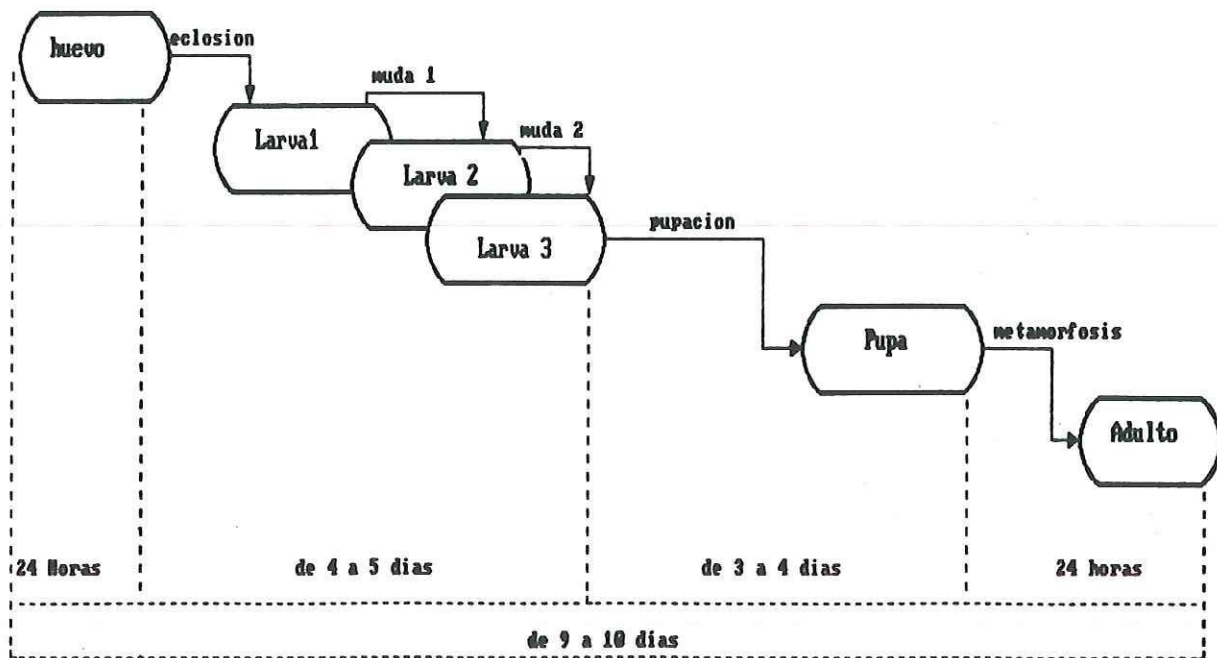 huevo
eclosion
muda 1
Larva1
muda 2
Larva 2
Larva 3
pupacion
Pupa
metamorfosis
Adulto
24 Horas
de 4 a 5 dias
de 3 a 4 dias
24 horas
de 9 a 10 dias